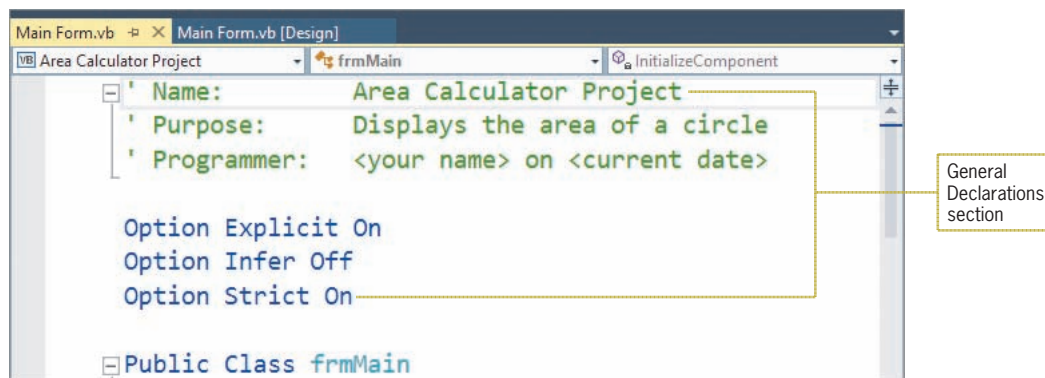 Main Form.vb Main Form.vb [Design]
VB Area Calculator Project frmMain InitializeComponent
' Name: Area Calculator Project
' Purpose: Displays the area of a circle
' Programmer: <your name> on <current date>
Option Explicit On
Option Infer Off
Option Strict On
Public Class frmMain
General
Declarations
section